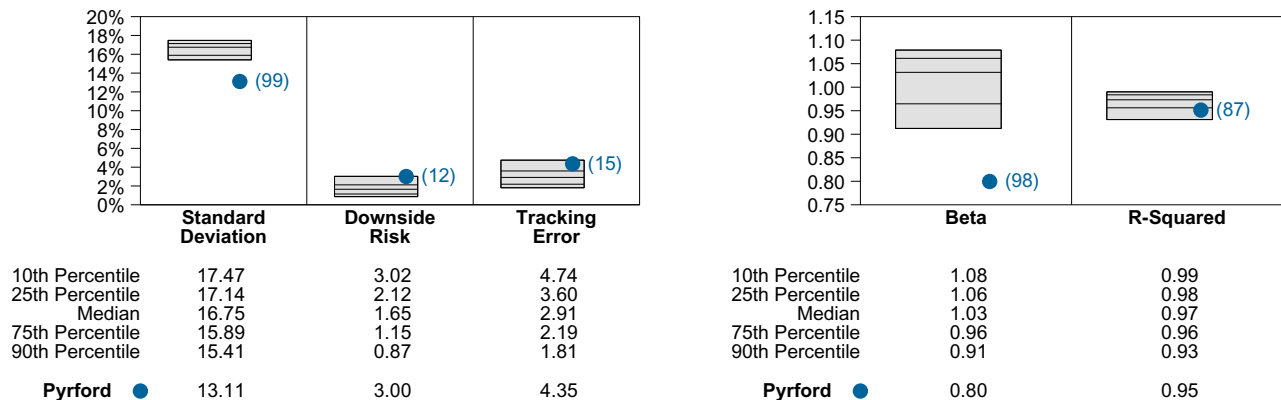 20%
18%
16%
14%
12%
10%
8%
6%
4%
2%
0%
(99)
(12)
(15)
Standard Deviation
Downside Risk
Tracking Error
10th Percentile 17.47 3.02 4.74
25th Percentile 17.14 2.12 3.60
Median 16.75 1.65 2.91
75th Percentile 15.89 1.15 2.19
90th Percentile 15.41 0.87 1.81
Pyrford 13.11 3.00 4.35
1.15
1.10
1.05
1.00
0.95
0.90
0.85
0.80
0.75
(98)
(87)
Beta R-Squared
10th Percentile 1.08 0.99
25th Percentile 1.06 0.98
Median 1.03 0.97
75th Percentile 0.96 0.96
90th Percentile 0.91 0.93
Pyrford 0.80 0.95